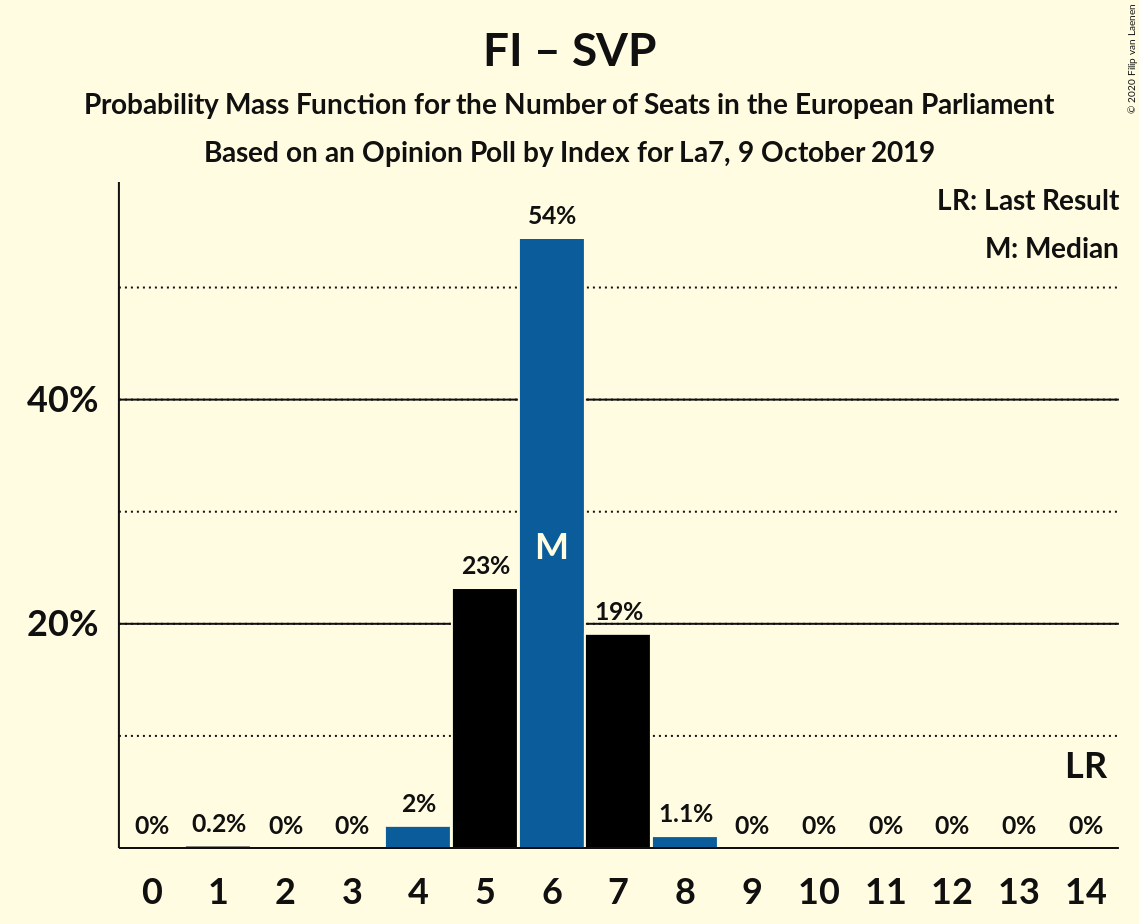 FI – SVP
Probability Mass Function for the Number of Seats in the European Parliament
Based on an Opinion Poll by Index for La7, 9 October 2019
© 2020 Filip van Laenen
LR: Last Result
M: Median
54%
40%
M
23%
19%
20%
LR
2%
1.1%
0% 0.2% 0% 0% 0% 0% 0% 0% 0% 0%
0 1 2 3 4 5 6 7 8 9 10 11 12 13 14